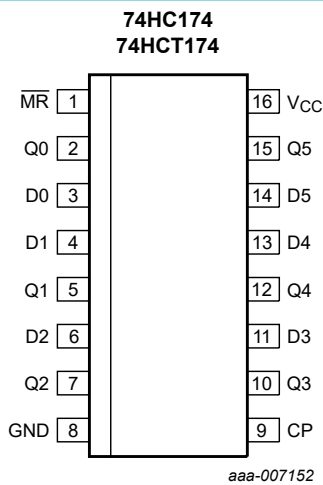 74HC174
74HCT174
MR 1 16 VCC
Q0 2 15 Q5
D0 3 14 D5
D1 4 13 D4
Q1 5 12 Q4
D2 6 11 D3
Q2 7 10 Q3
GND 8 9 CP
aaa-007152